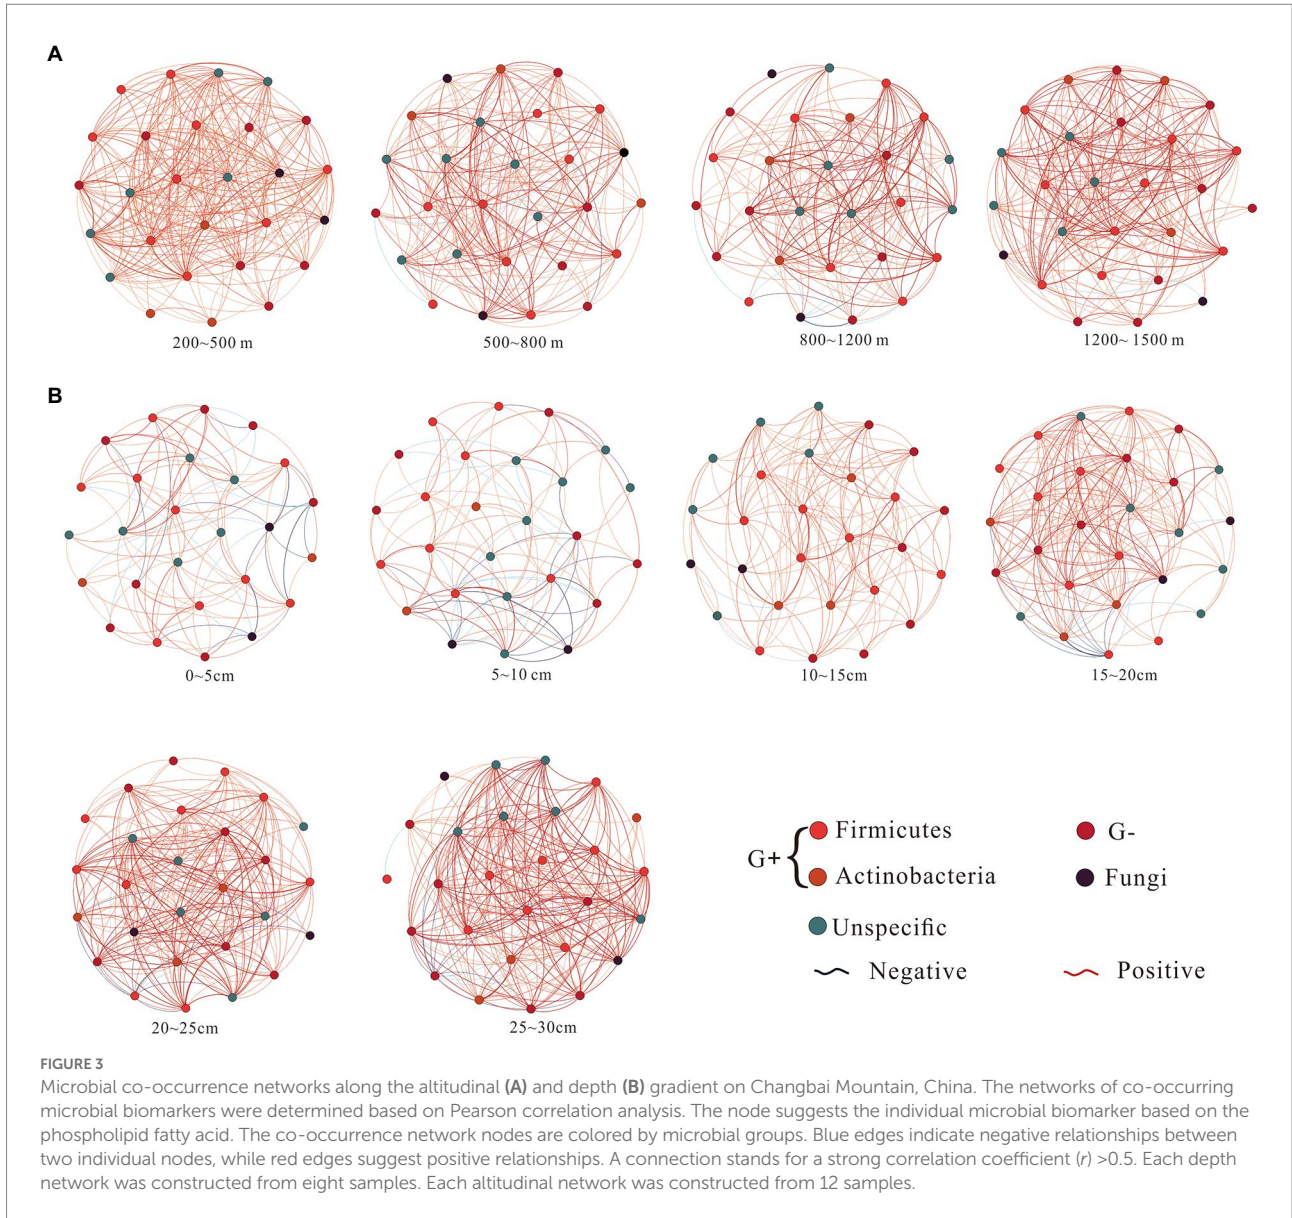 A
200~500 m
500~800 m
800~1200 m
1200~ 1500 m
B
0~5cm
5~10 cm
10~15cm
15~20cm
20~25cm
25~30cm
G+
Firmicutes
Actinobacteria
Unspecific
G-
Fungi
Negative
Positive
FIGURE 3
Microbial co-occurrence networks along the altitudinal (A) and depth (B) gradient on Changbai Mountain, China. The networks of co-occurring
microbial biomarkers were determined based on Pearson correlation analysis. The node suggests the individual microbial biomarker based on the
phospholipid fatty acid. The co-occurrence network nodes are colored by microbial groups. Blue edges indicate negative relationships between
two individual nodes, while red edges suggest positive relationships. A connection stands for a strong correlation coefficient (r) >0.5. Each depth
network was constructed from eight samples. Each altitudinal network was constructed from 12 samples.